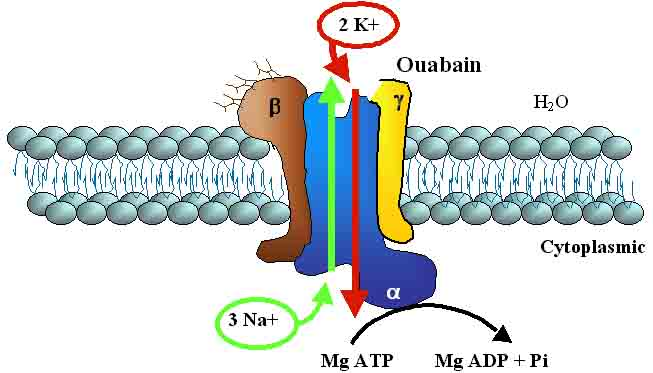 2 K+
Ouabain
β
γ
H₂O
Cytoplasmic
α
3 Na+
Mg ATP
Mg ADP + Pi